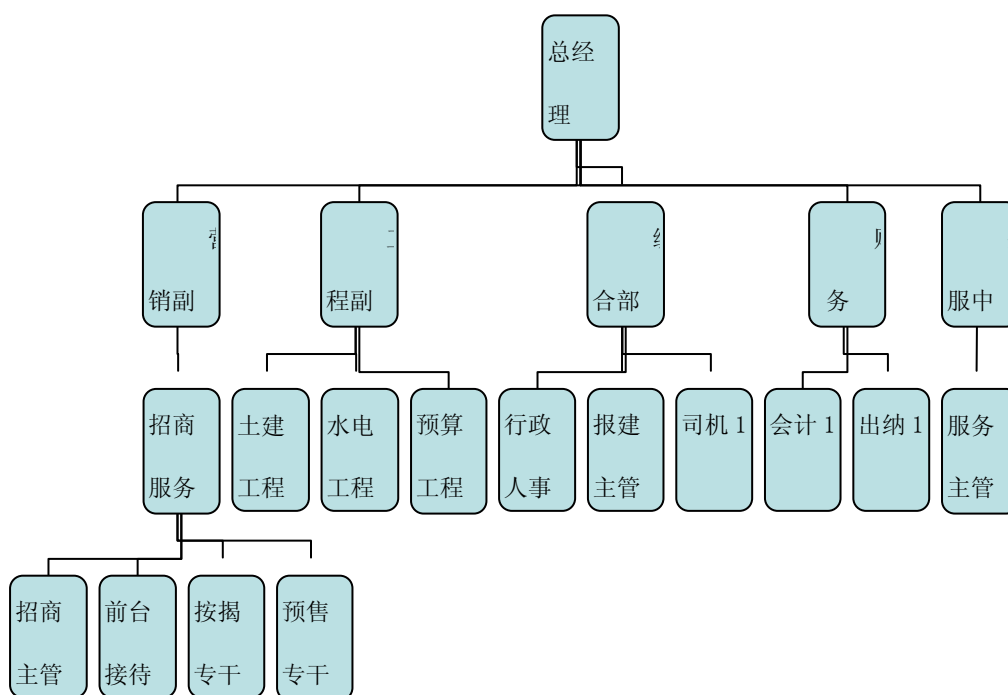 总经
理
销副
程副
合部
务
服中
招商
服务
土建
工程
水电
工程
预算
工程
行政
人事
报建
主管
司机 1
会计 1
出纳 1
服务
主管
招商
主管
前台
接待
按揭
专干
预售
专干